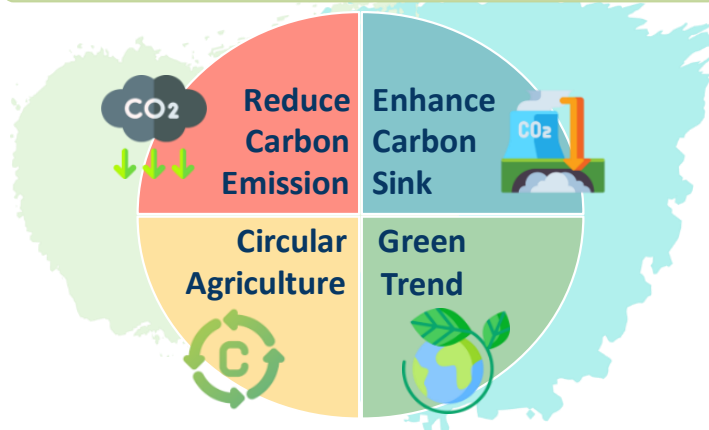 Reduce
Carbon
Emission
Enhance
Carbon
Sink
Circular
Agriculture
Green
Trend
CO2
CO2
C